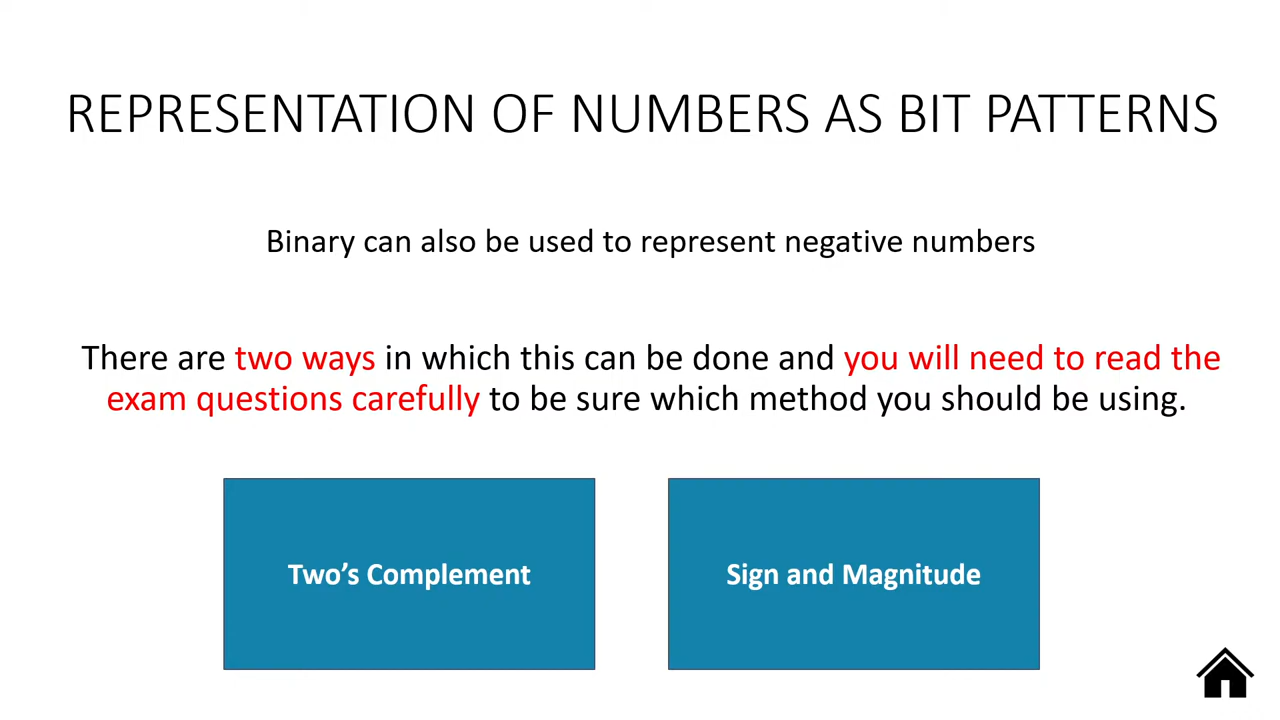 REPRESENTATION OF NUMBERS AS BIT PATTERNS
Binary can also be used to represent negative numbers
There are two ways in which this can be done and you will need to read the
exam questions carefully to be sure which method you should be using.
Two’s Complement
Sign and Magnitude